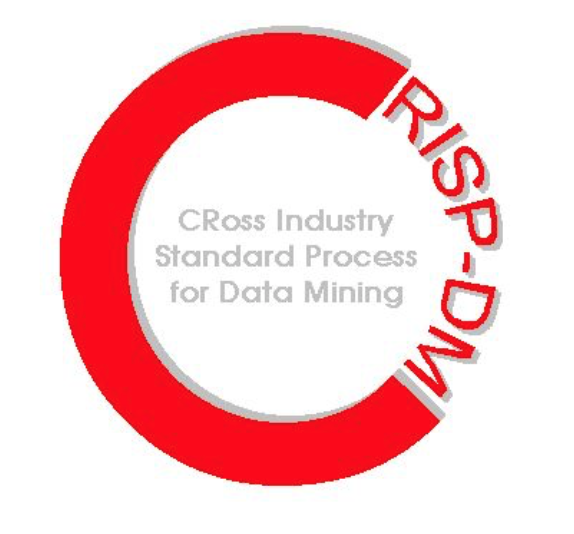 CRISP-DM
CRoss Industry
Standard Process
for Data Mining